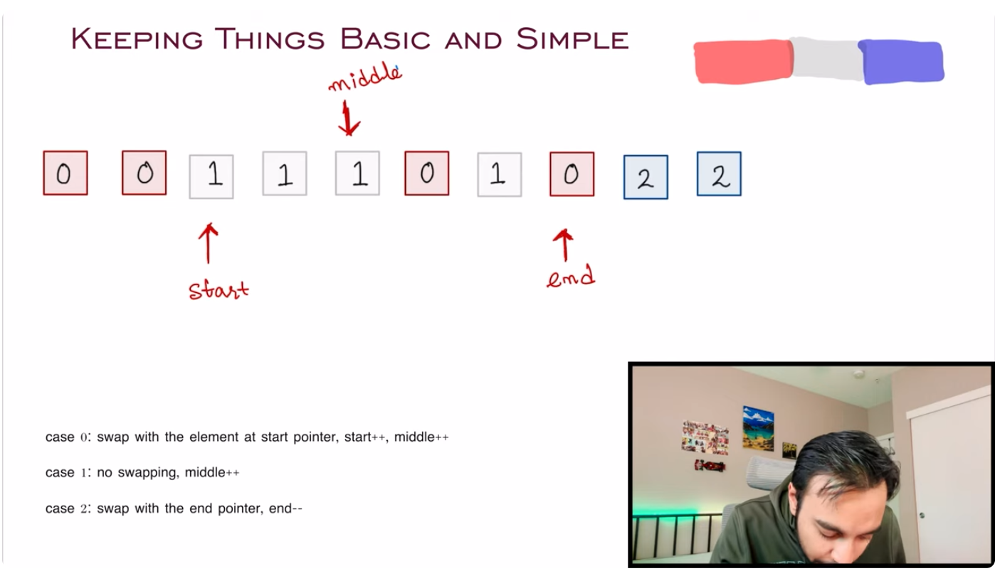 KEEPING THINGS BASIC AND SIMPLE
middle
0 0 1 1 1 0 1 0 2 2
start end
case 0: swap with the element at start pointer, start++, middle++
case 1: no swapping, middle++
case 2: swap with the end pointer, end--